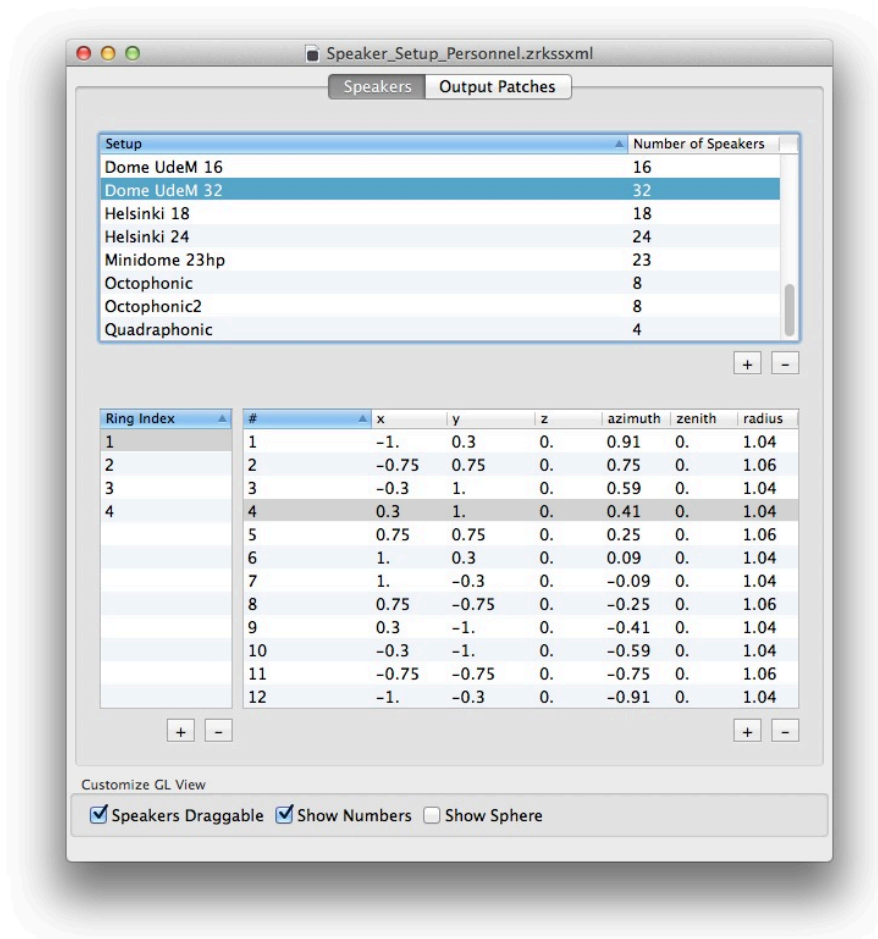 Speaker_Setup_Personnel.zrkssxml
Speakers Output Patches
Setup Number of Speakers
Dome UdeM 16 16
Dome UdeM 32 32
Helsinki 18 18
Helsinki 24 24
Minidome 23hp 23
Octophonic 8
Octophonic2 8
Quadraphonic 4
+ -
Ring Index # x y z azimuth zenith radius
1 1 -1. 0.3 0. 0.91 0. 1.04
2 2 -0.75 0.75 0. 0.75 0. 1.06
3 3 -0.3 1. 0. 0.59 0. 1.04
4 4 0.3 1. 0. 0.41 0. 1.04
5 0.75 0.75 0. 0.25 0. 1.06
6 1. 0.3 0. 0.09 0. 1.04
7 1. -0.3 0. -0.09 0. 1.04
8 0.75 -0.75 0. -0.25 0. 1.06
9 0.3 -1. 0. -0.41 0. 1.04
10 -0.3 -1. 0. -0.59 0. 1.04
11 -0.75 -0.75 0. -0.75 0. 1.06
12 -1. -0.3 0. -0.91 0. 1.04
+ - + -
Customize GL View
Speakers Draggable Show Numbers Show Sphere